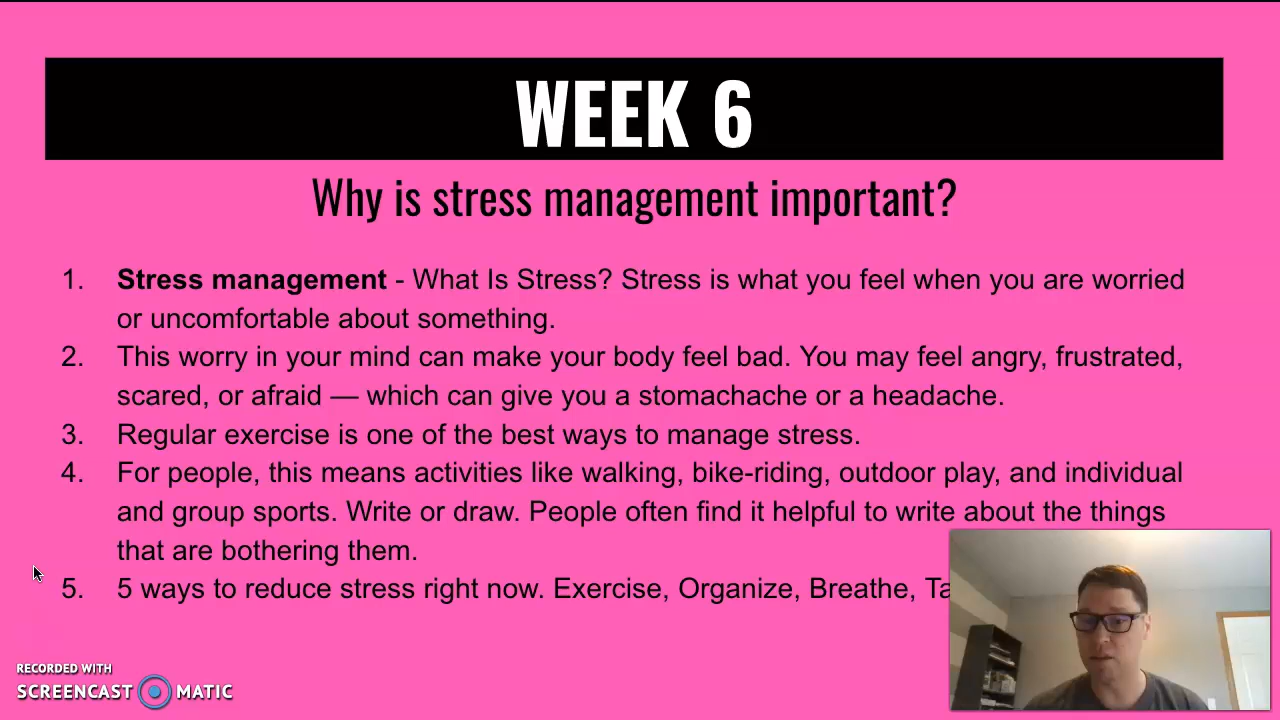 WEEK 6
Why is stress management important?
1. Stress management - What Is Stress? Stress is what you feel when you are worried
or uncomfortable about something.
2. This worry in your mind can make your body feel bad. You may feel angry, frustrated,
scared, or afraid — which can give you a stomachache or a headache.
3. Regular exercise is one of the best ways to manage stress.
4. For people, this means activities like walking, bike-riding, outdoor play, and individual
and group sports. Write or draw. People often find it helpful to write about the things
that are bothering them.
5. 5 ways to reduce stress right now. Exercise, Organize, Breathe,
RECORDED WITH
SCREENCAST MATIC